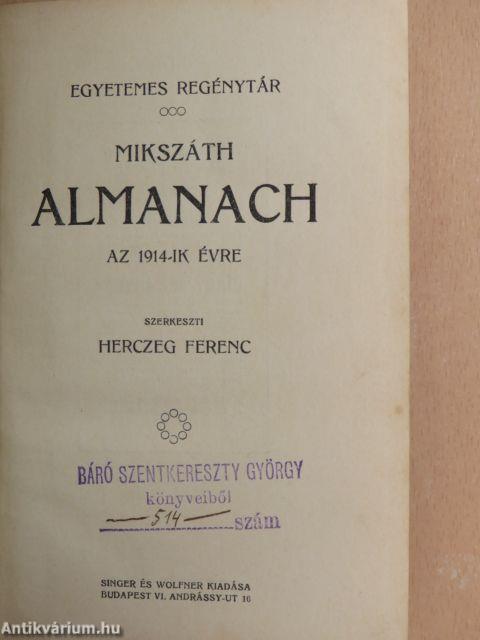 EGYETEMES REGÉNYTÁR
MIKSZÁTH
ALMANACH
AZ 1914-IK ÉVRE
SZERKESZTI
HERCZEG FERENC
BÁRÓ SZENTKERESZTY GYÖRGY
könyveiből
514 szám
SINGER ÉS WOLFNER KIADÁSA
BUDAPEST VI. ANDRÁSSY-UT 16
Antikvárium.hu